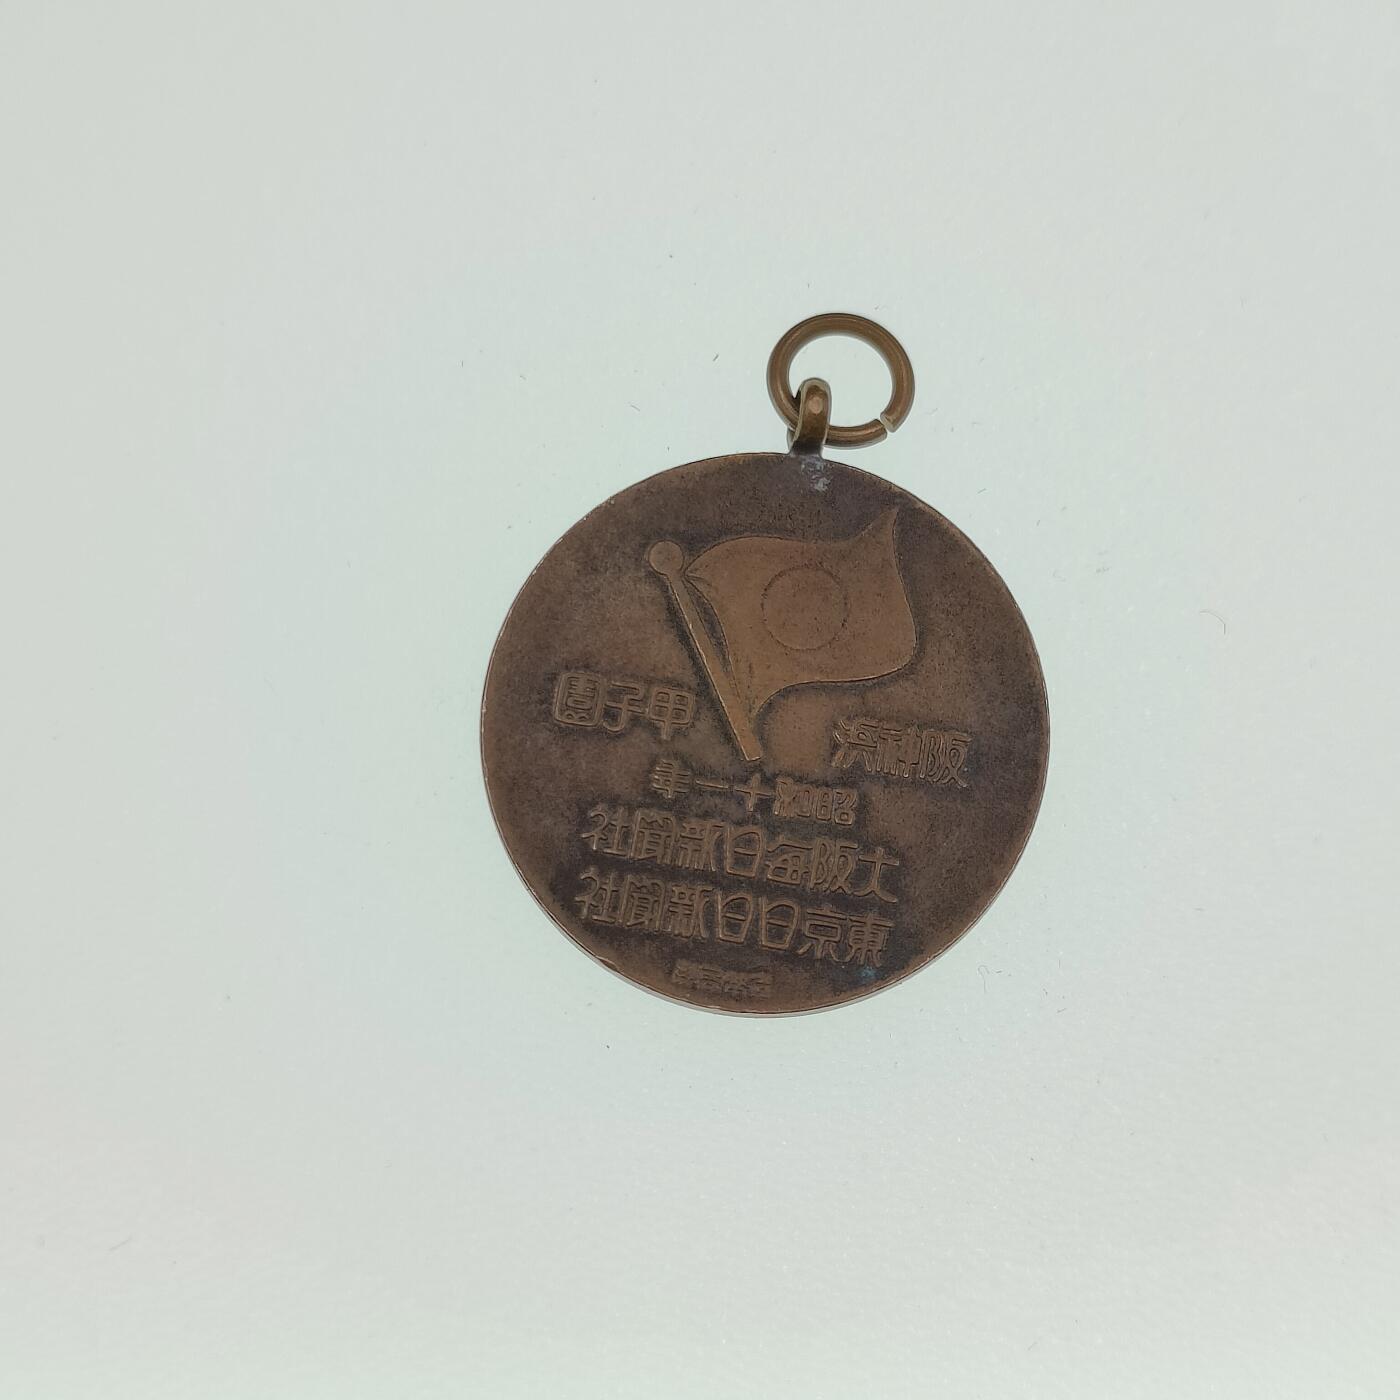 阪神浜甲子園
昭和十一年
大阪毎日新聞社
東京日日新聞社